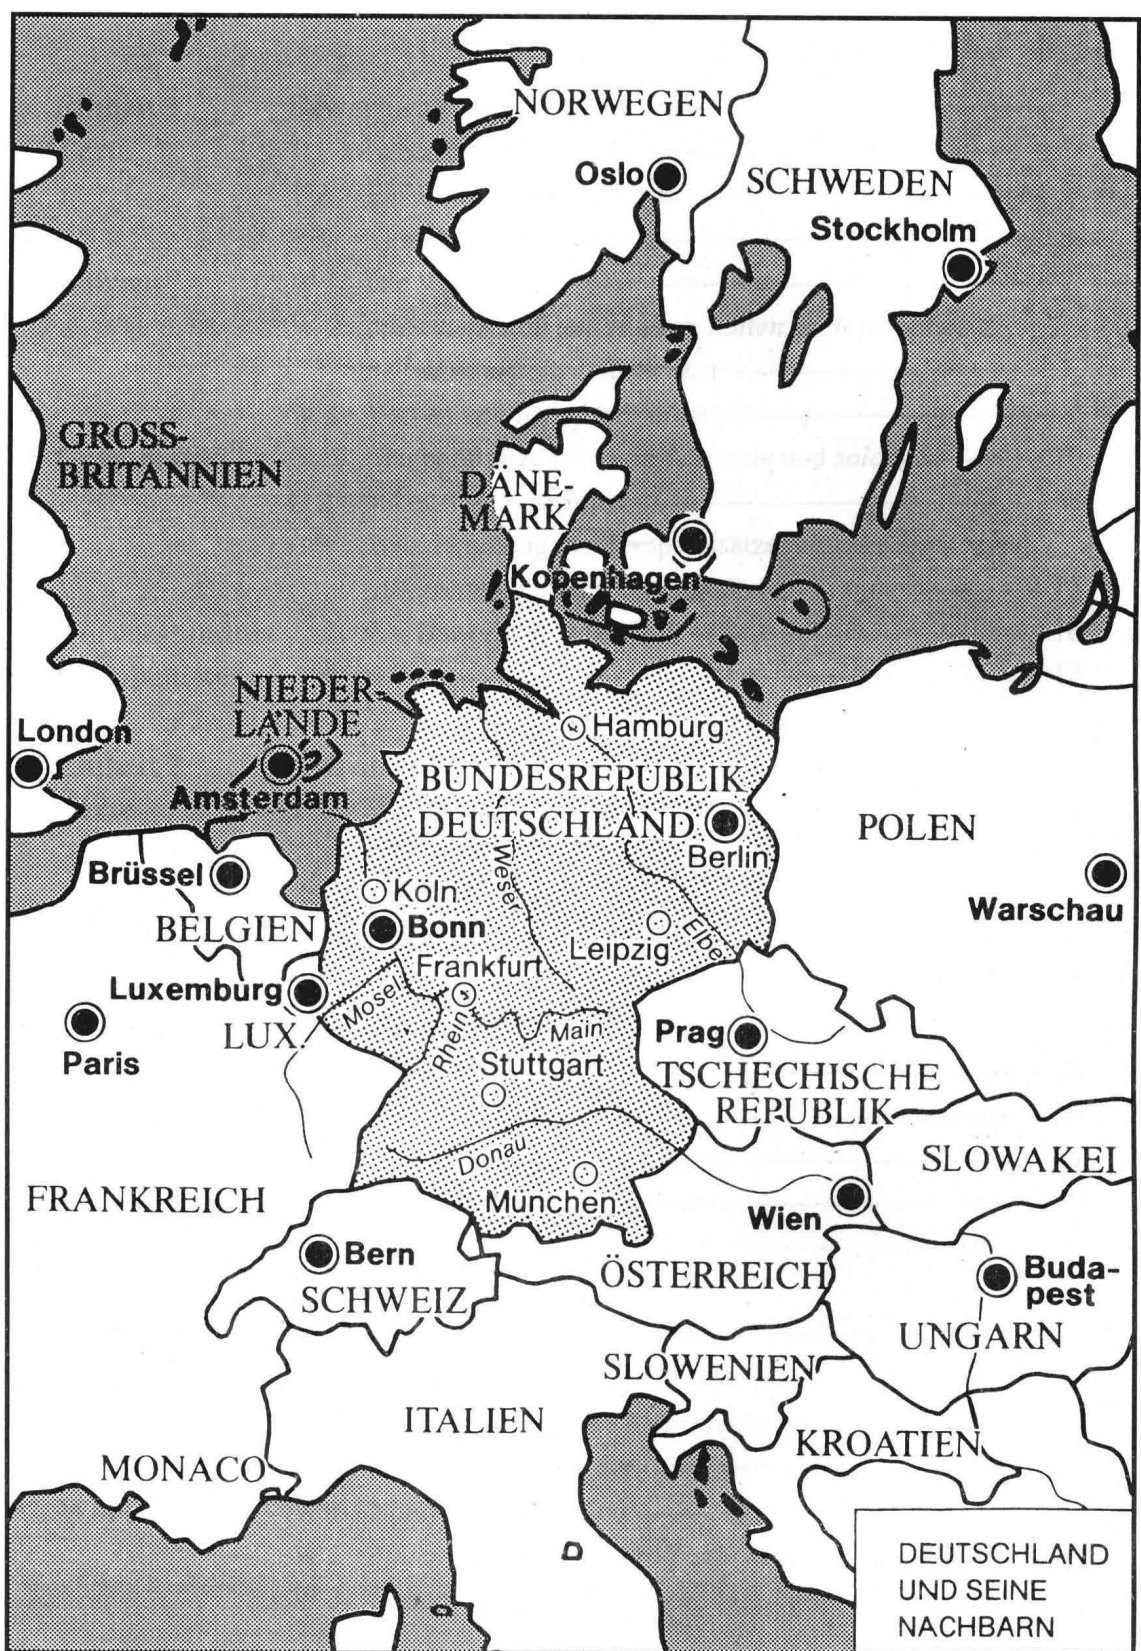 NORWEGEN
Oslo
SCHWEDEN
Stockholm
GROSS-
BRITANNIEN
DÄNE-
MARK
Kopenhagen
NIEDER-
LÄNDE
London
Amsterdam
Hamburg
BUNDESREPUBLIK
DEUTSCHLAND
Berlin
POLEN
Warschau
Brüssel
BELGIEN
Köln
Bonn
Weser
Leipzig
Elbe
Frankfurt
Luxemburg
LUX.
Mosel
Rhein
Main
Paris
Stuttgart
Prag
TSCHECHISCHE
REPUBLIK
SLOWAKEI
Donau
Munchen
FRANKREICH
Wien
Bern
SCHWEIZ
ÖSTERREICH
Buda-
pest
UNGARN
SLOWENIEN
ITALIEN
KROATIEN
MONACO
DEUTSCHLAND
UND SEINE
NACHBARN